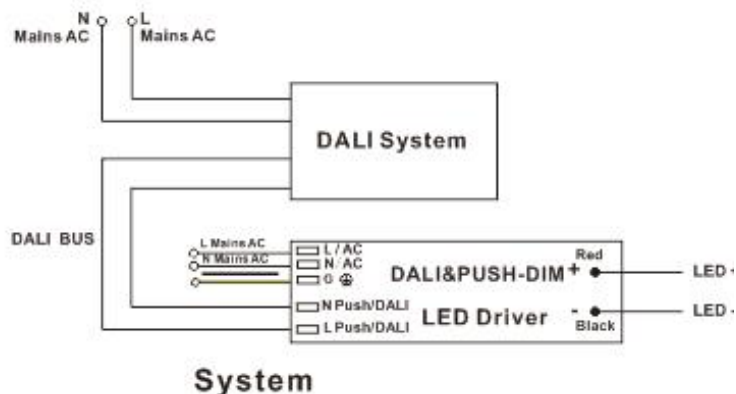 N L
Mains AC Mains AC
DALI System
DALI BUS
L Mains AC
N Mains AC
L / AC
N / AC
G
DALI&PUSH-DIM
LED Driver
N Push/DALI
L Push/DALI
Red
+
-
Black
LED
LED
System